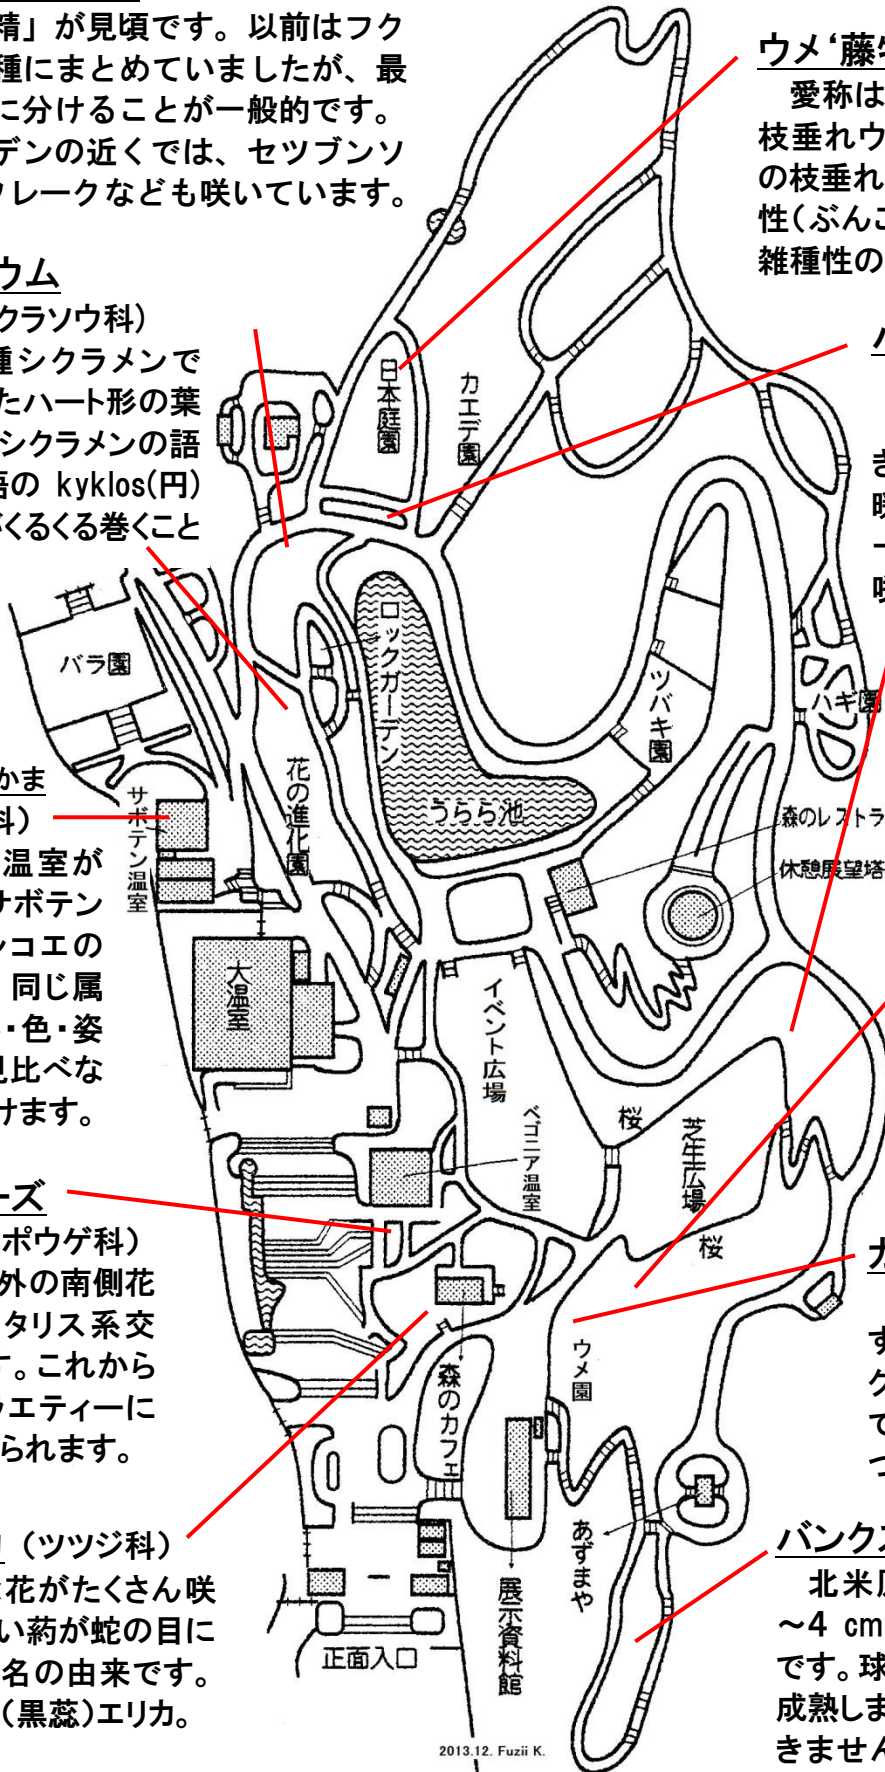 精」が見頃です。以前はフク
種にまとめていましたが、最
に分けることが一般的です。
デンの近くでは、セツブンソ
フレークなども咲いています。
ウム
クラソウ科）
種シクラメンで
たハート形の葉
シクラメンの語
語の kyklos(円)
がくるくる巻くこと
かま
科）
温室が
サボテン
ンコエの
同じ属
・色・姿
見比べな
けます。
ーズ
ポウゲ科）
外の南側花
タリス系交
す。これから
ラエティーに
られます。
（ツツジ科）
花がたくさん咲
い葯が蛇の目に
名の由来です。
（黒蕊）エリカ。
ウメ‘藤牡
愛称は
枝垂れウ
の枝垂れ
性（ぶんご
雑種性の
バンクス
北米原
～4 cm
です。球
成熟しま
きません
日本庭園
カエデ園
バラ園
ロックガーデン
ツバキ園
ハギ園
うらら池
花の進化園
サボテン温室
森のレストラ
休憩展望塔
大温室
イベント広場
ベゴニア温室
桜
芝生広場
桜
ウメ園
森のカフェ
あずまや
展示資料館
正面入口
2013.12. Fuzii K.